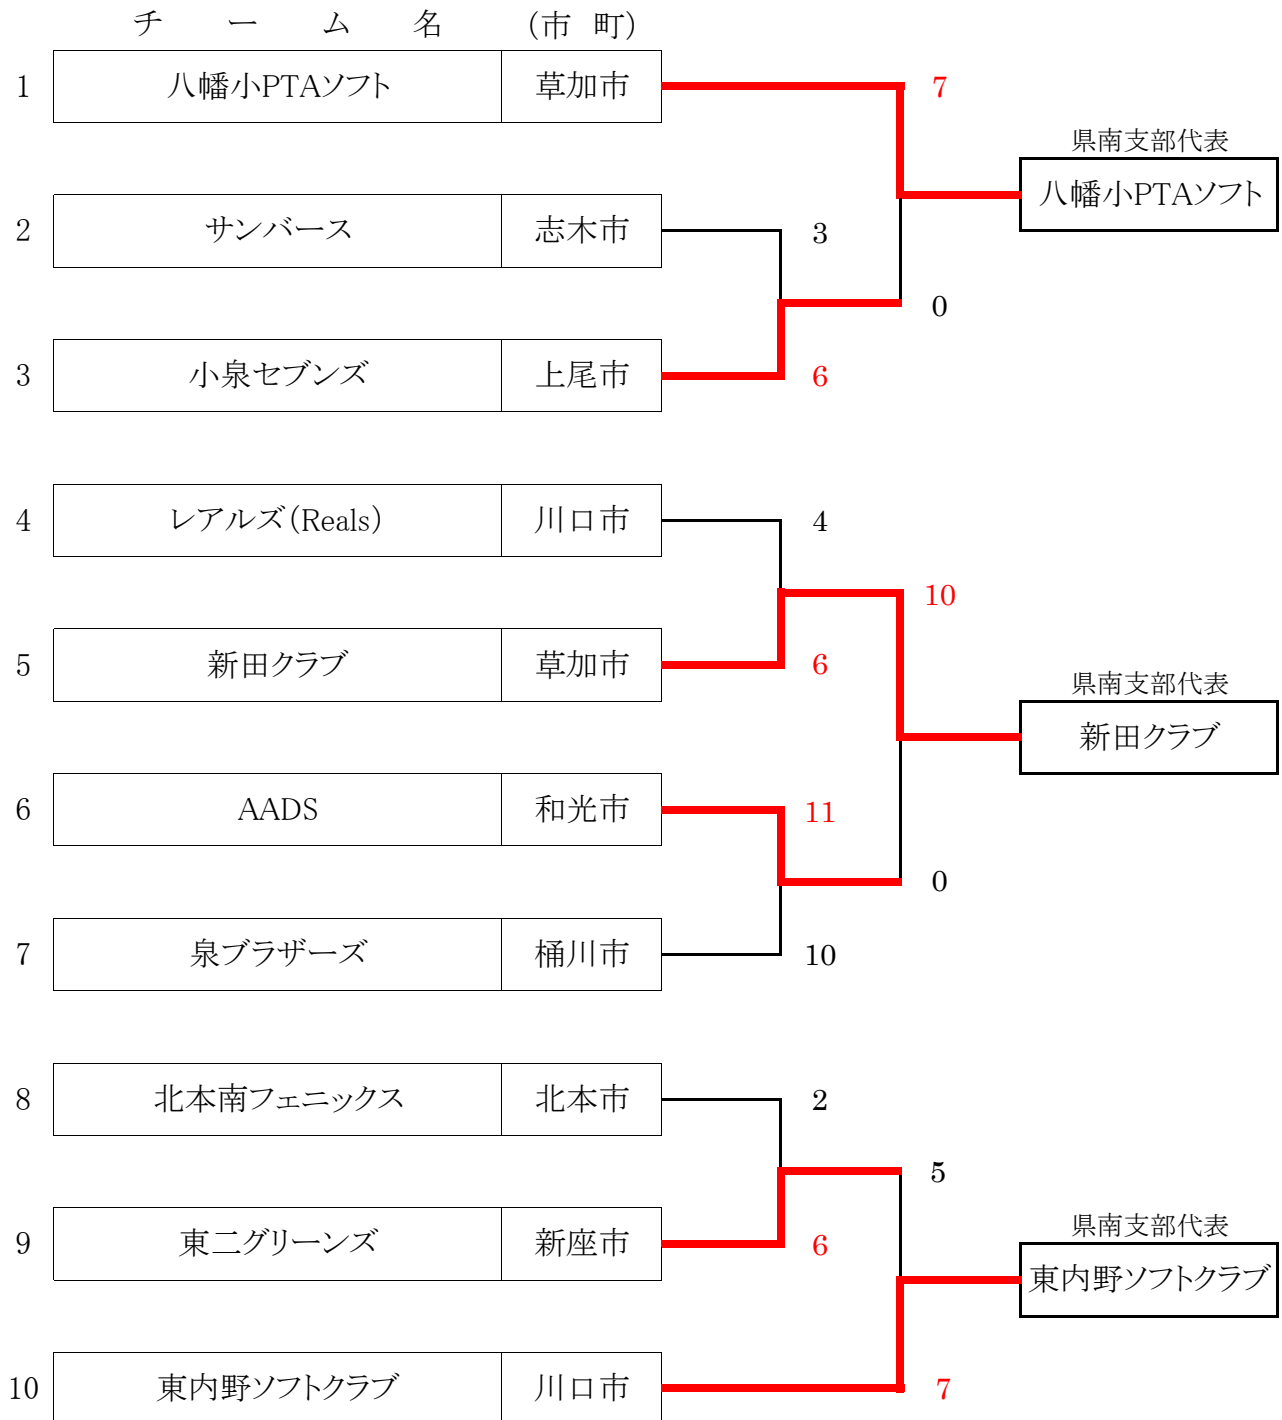 チーム名 (市 町)
1 八幡小PTAソフト 草加市 7
県南支部代表
八幡小PTAソフト
2 サンバース 志木市 3
0
3 小泉セブンズ 上尾市 6
4 レアルズ(Reals) 川口市 4
10
5 新田クラブ 草加市 6
県南支部代表
新田クラブ
6 AADS 和光市 11
0
7 泉ブラザーズ 桶川市 10
8 北本南フェニックス 北本市 2
5
9 東二グリーンズ 新座市 6
県南支部代表
東内野ソフトクラブ
10 東内野ソフトクラブ 川口市 7